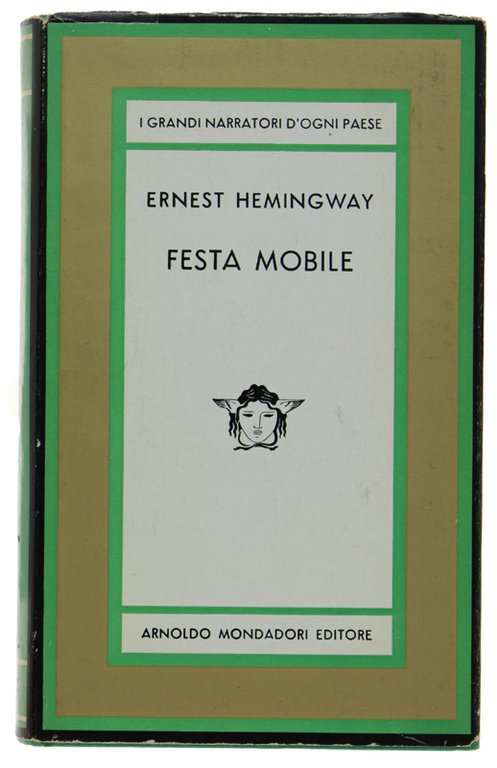 I GRANDI NARRATORI D'OGNI PAESE
ERNEST HEMINGWAY
FESTA MOBILE
ARNOLDO MONDADORI EDITORE